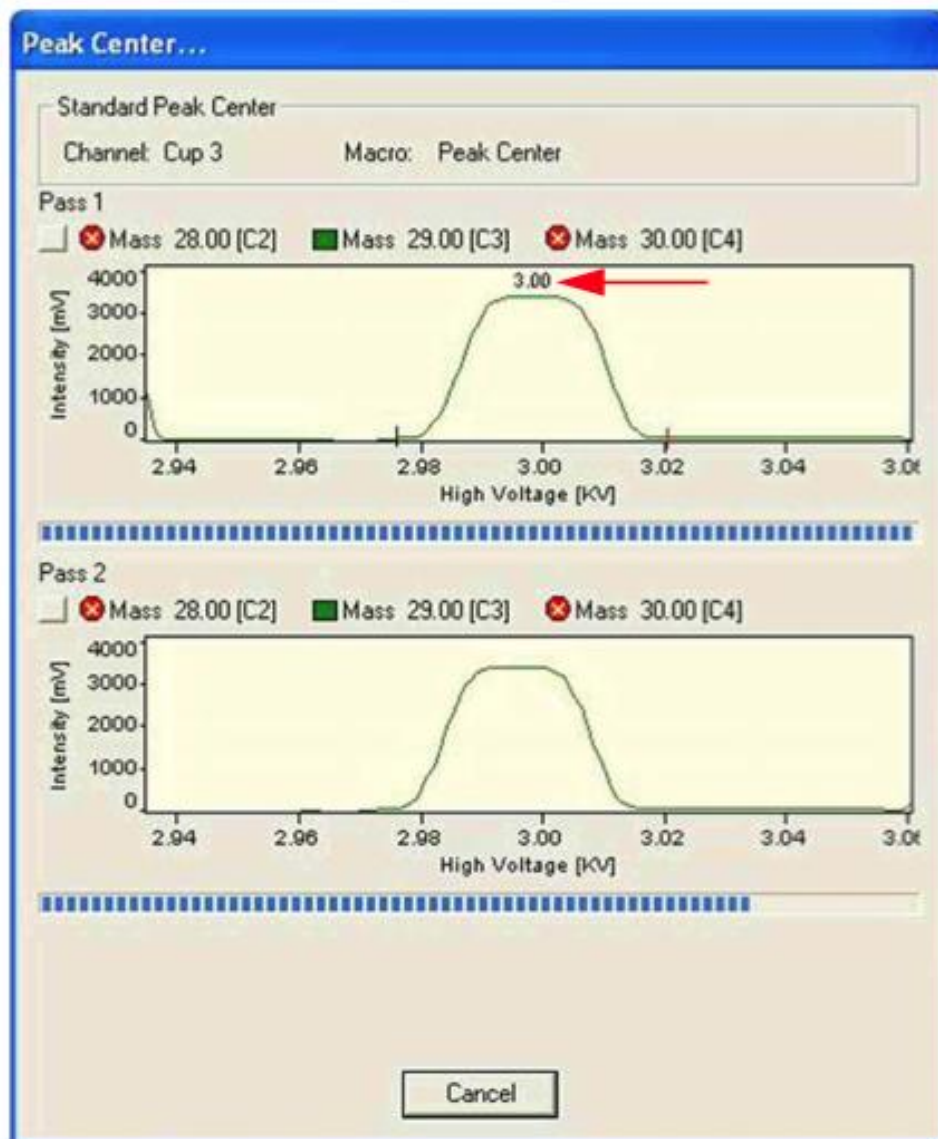 Peak Center...
Standard Peak Center
Channel: Cup 3 Macro: Peak Center
Pass 1
Mass 28.00 [C2] Mass 29.00 [C3] Mass 30.00 [C4]
3.00
Intensity [mV]
4000
3000
2000
1000
0
2.94 2.96 2.98 3.00 3.02 3.04
High Voltage [KV]
Pass 2
Mass 28.00 [C2] Mass 29.00 [C3] Mass 30.00 [C4]
Intensity [mV]
4000
3000
2000
1000
0
2.94 2.96 2.98 3.00 3.02 3.04
High Voltage [KV]
Cancel